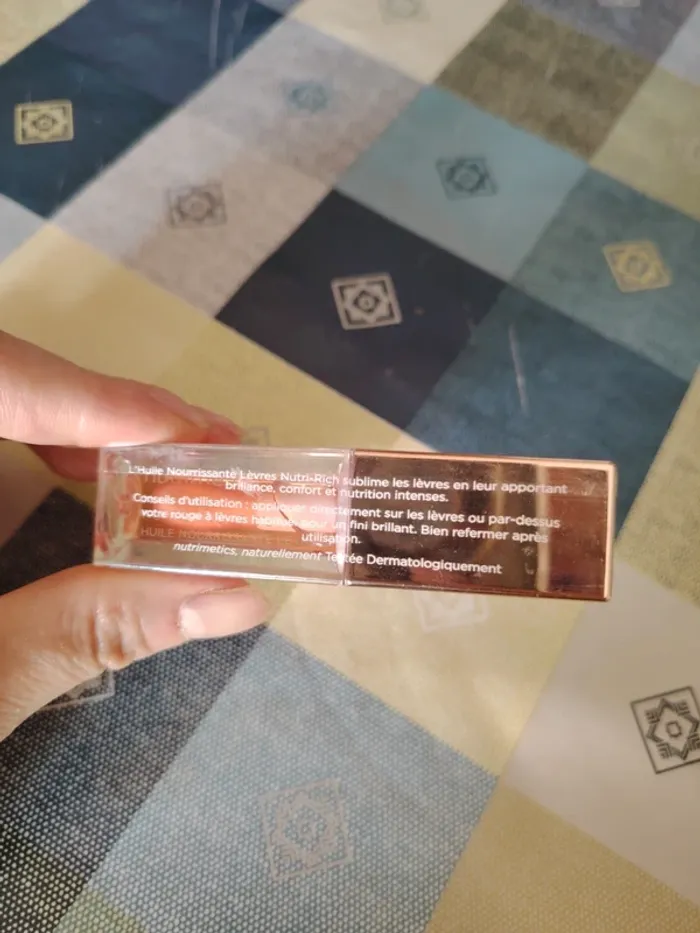 L'Huile Nourrissante Lèvres Nutri-Rich sublime les lèvres en leur apportant
brillance, confort et nutrition intenses.
Conseils d'utilisation : appliquer directement sur les lèvres ou par-dessus
votre rouge à lèvres habituel pour un fini brillant. Bien refermer après
utilisation.
HUILE
nutrimetics, naturellement Testée Dermatologiquement